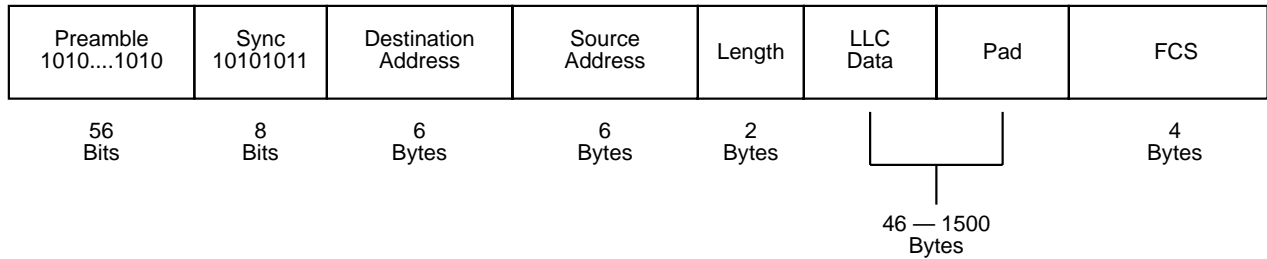 Preamble
1010....1010
Sync
10101011
Destination
Address
Source
Address
Length
LLC
Data
Pad
FCS
56
Bits
8
Bits
6
Bytes
6
Bytes
2
Bytes
4
Bytes
46 — 1500
Bytes